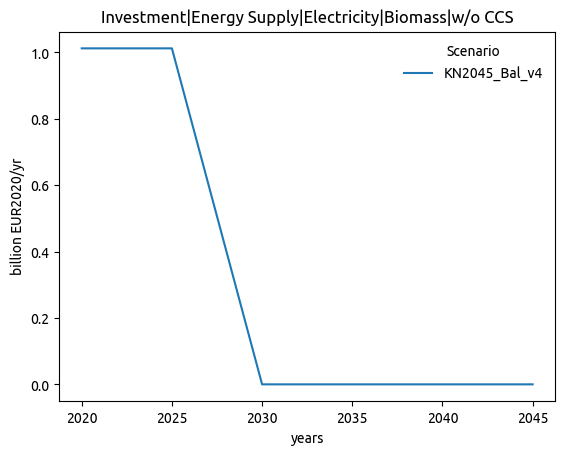 Investment|Energy Supply|Electricity|Biomass|w/o CCS
Scenario
KN2045_Bal_v4
billion EUR2020/yr
1.0
0.8
0.6
0.4
0.2
0.0
2020 2025 2030 2035 2040 2045
years